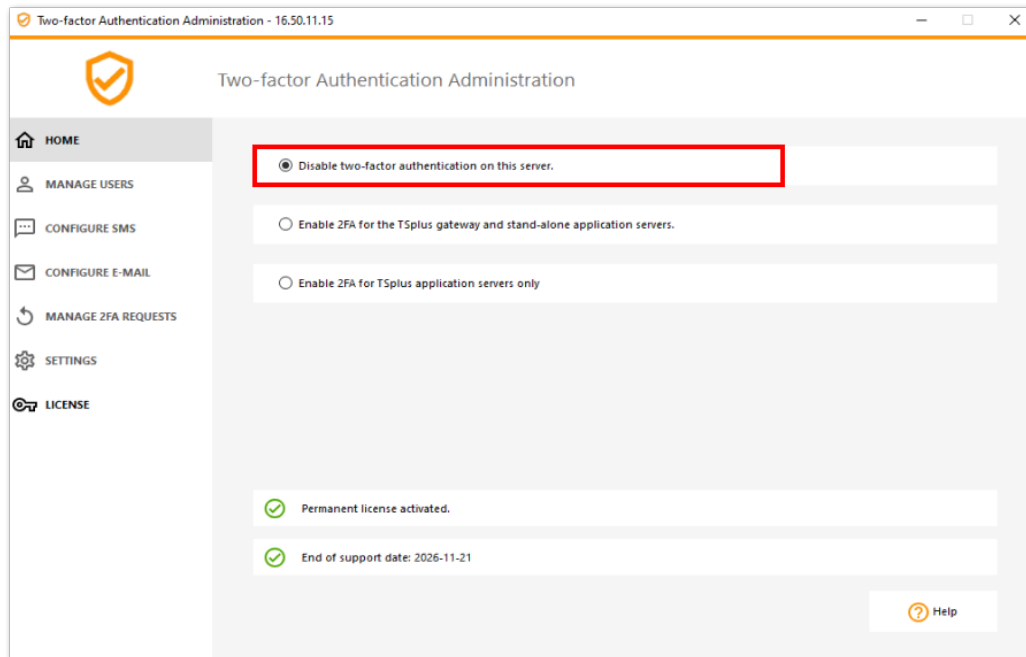 Two-factor Authentication Administration - 16.50.11.15
Two-factor Authentication Administration
HOME
MANAGE USERS
CONFIGURE SMS
CONFIGURE E-MAIL
MANAGE 2FA REQUESTS
SETTINGS
LICENSE
Disable two-factor authentication on this server.
Enable 2FA for the TSplus gateway and stand-alone application servers.
Enable 2FA for TSplus application servers only
Permanent license activated.
End of support date: 2026-11-21
Help